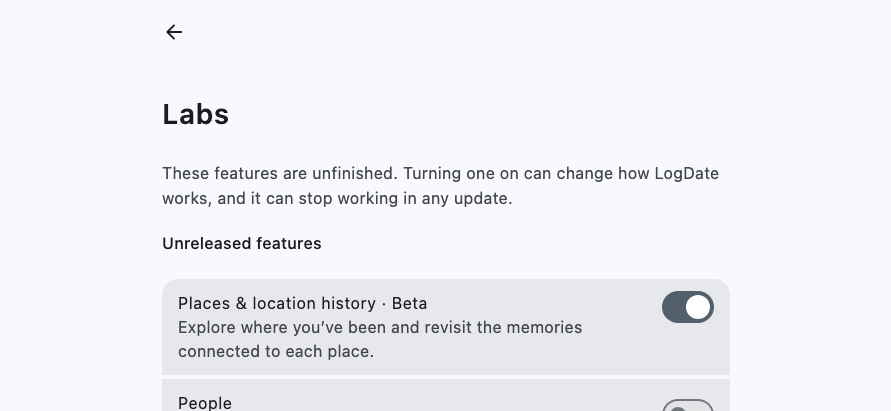 Labs
These features are unfinished. Turning one on can change how LogDate
works, and it can stop working in any update.
Unreleased features
Places & location history · Beta
Explore where you’ve been and revisit the memories
connected to each place.
People